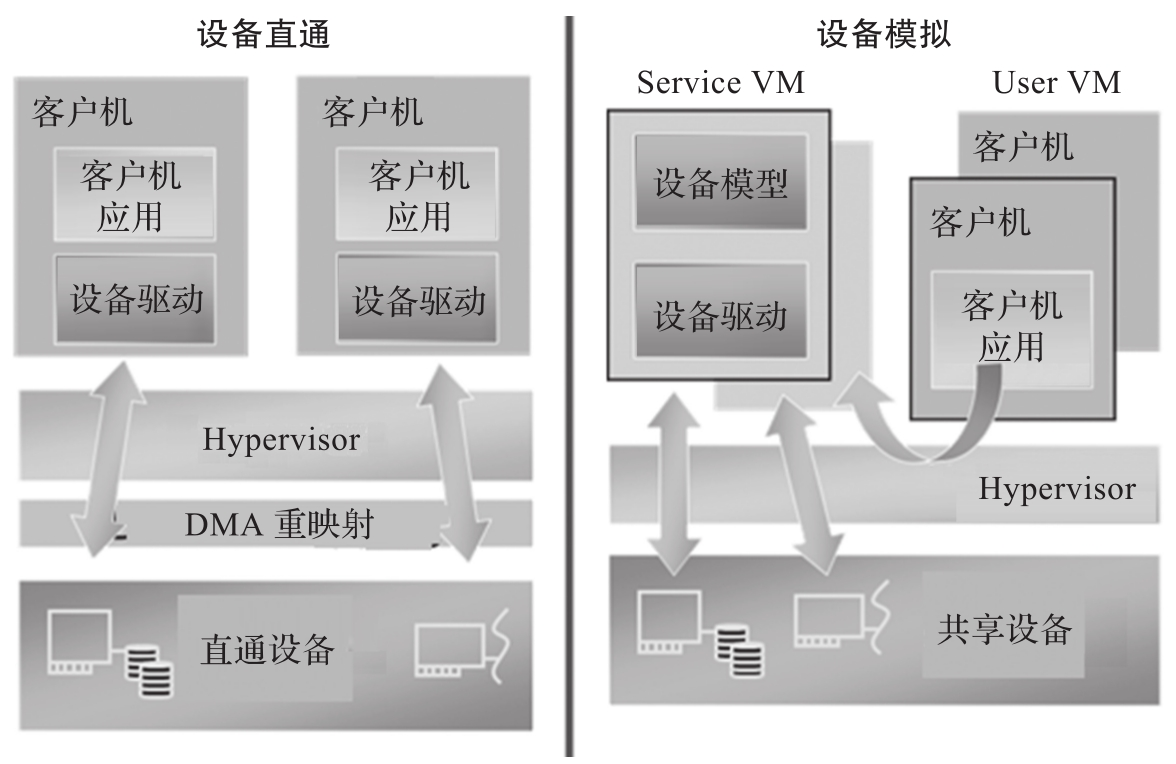 设备直通
客户机
客户机
应用
设备驱动
客户机
客户机
应用
设备驱动
Hypervisor
DMA 重映射
直通设备
设备模拟
Service VM
User VM
设备模型
设备驱动
客户机
客户机
客户机
应用
Hypervisor
共享设备